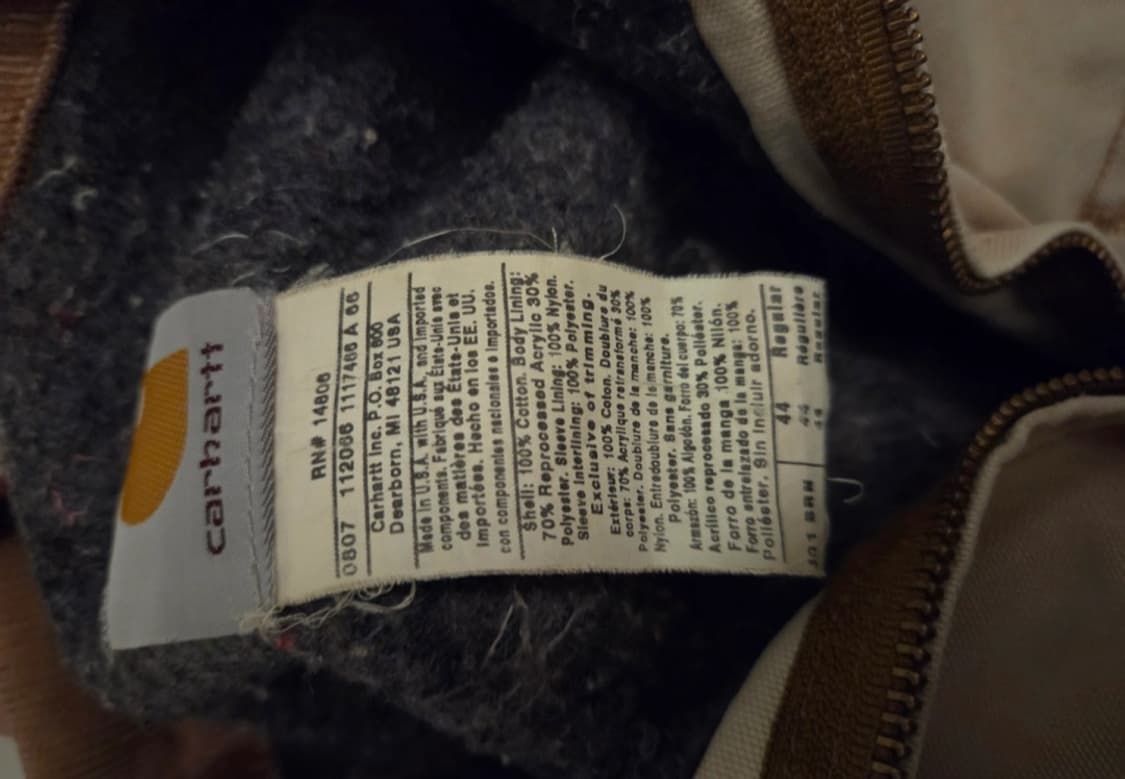 carhartt
RN# 14806
0807 112066 1117466 A 66
Carhartt Inc. P.O. Box 600
Dearborn, MI 48121 USA
Made in U.S.A. with U.S.A. and imported
components. Fabriqué aux États-Unis avec
des matières des États-Unis et
importées. Hecho en los EE. UU.
con componentes nacionales e importados.
Shell: 100% Cotton. Body Lining:
70% Reprocessed Acrylic 30%
Polyester. Sleeve Lining: 100% Nylon.
Sleeve Interlining: 100% Polyester.
Exclusive of trimming.
Extérieur: 100% Coton. Doublure du
corps: 70% Acrylique retransformé 30%
Polyester. Doublure de la manche: 100%
Nylon. Entredoublure de la manche: 100%
Polyester. Sans garniture.
Armazón: 100% Algodón. Forro del cuerpo: 70%
Acrílico reprocesado 30% Poliéster.
Forro de la manga 100% Nilón.
Forro entrelazado de la manga: 100%
Poliéster. Sin incluir adorno.
44 Regular
44 Regulière
J01 SRN 44 Regular